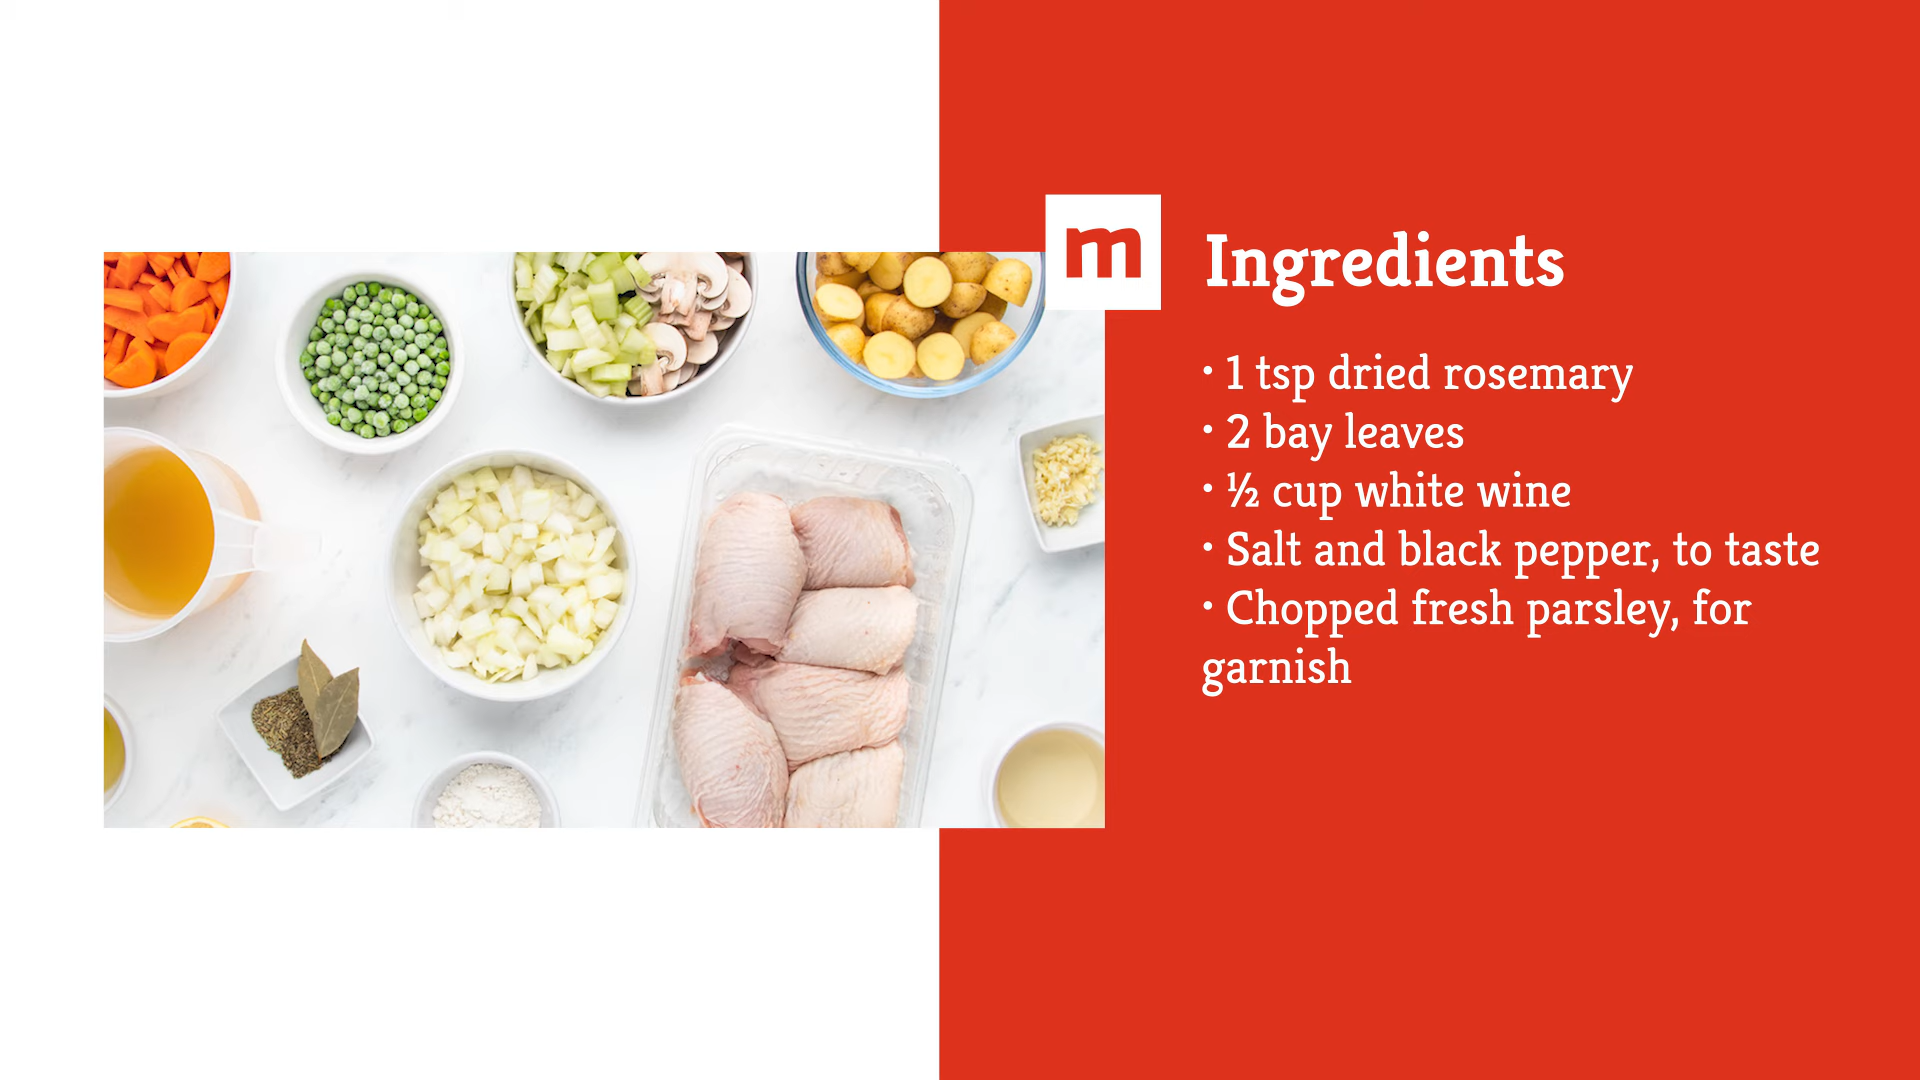 m
Ingredients
• 1 tsp dried rosemary
• 2 bay leaves
• ½ cup white wine
• Salt and black pepper, to taste
• Chopped fresh parsley, for
garnish